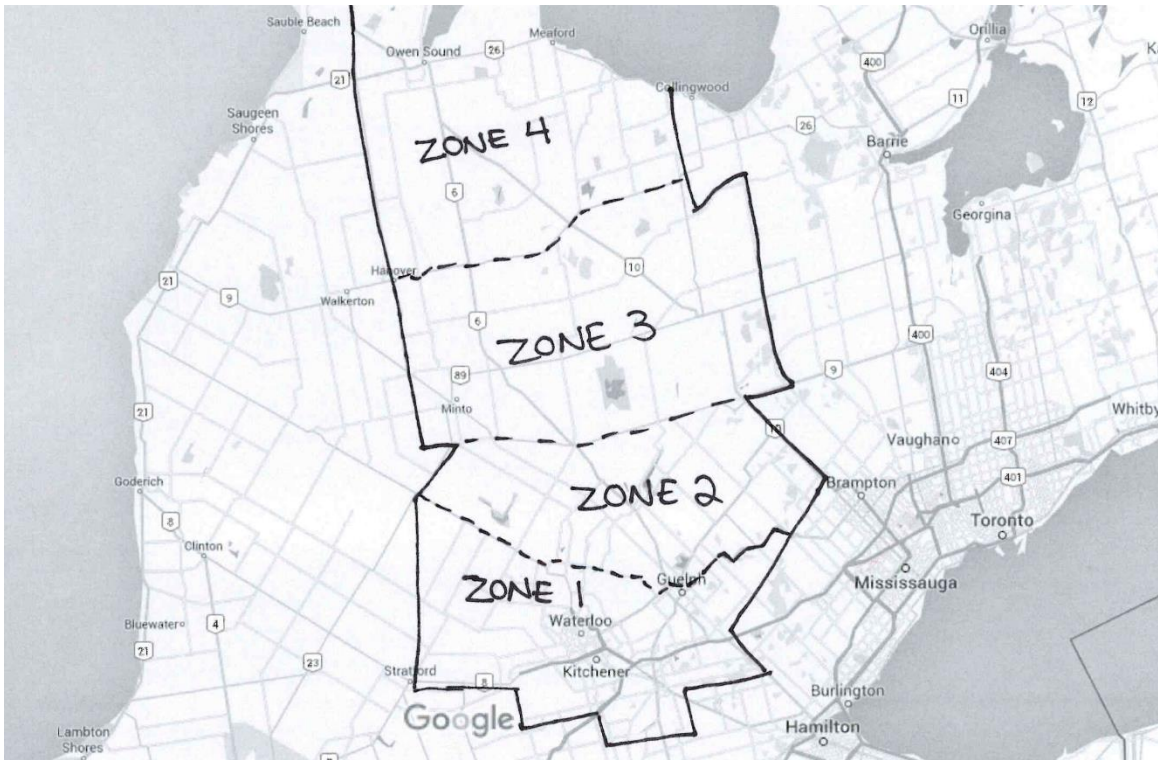 Sauble Beach
Owen Sound
26
Meaford
Orillia
400
21
Collingwood
11
12
Saugeen
Shores
26
Barrie
ZONE 4
6
Georgina
Hanover
10
21
9
Walkerton
6
400
ZONE 3
404
89
9
21
Minto
Whitby
10
Vaughan
407
401
Goderich
ZONE 2
Brampton
8
Toronto
Clinton
Guelph
Mississauga
ZONE 1
Bluewater
4
Waterloo
21
23
Kitchener
Stratford
8
Burlington
Google
Hamilton
Lambton
Shores